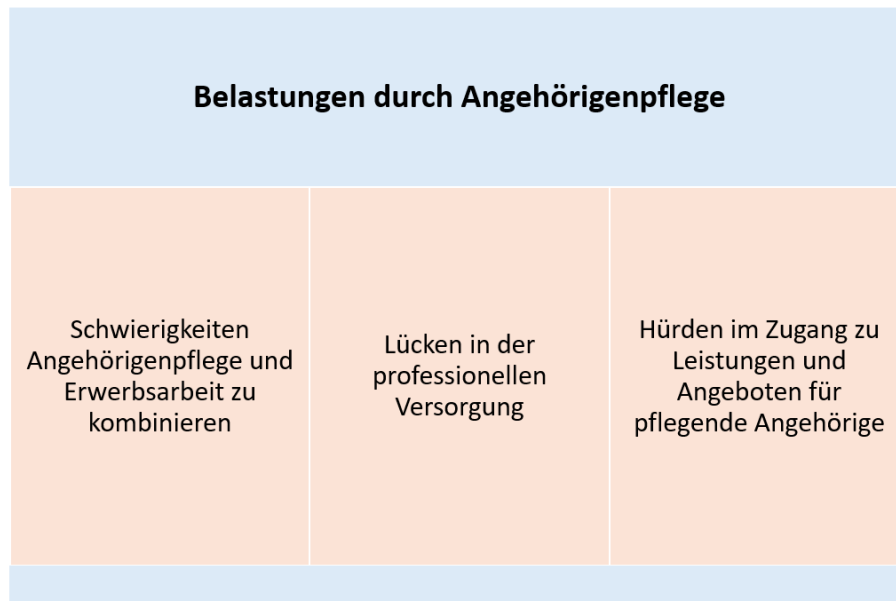 Belastungen durch Angehörigenpflege
Schwierigkeiten
Angehörigenpflege und
Erwerbsarbeit zu
kombinieren
Lücken in der
professionellen
Versorgung
Hürden im Zugang zu
Leistungen und
Angeboten für
pflegende Angehörige